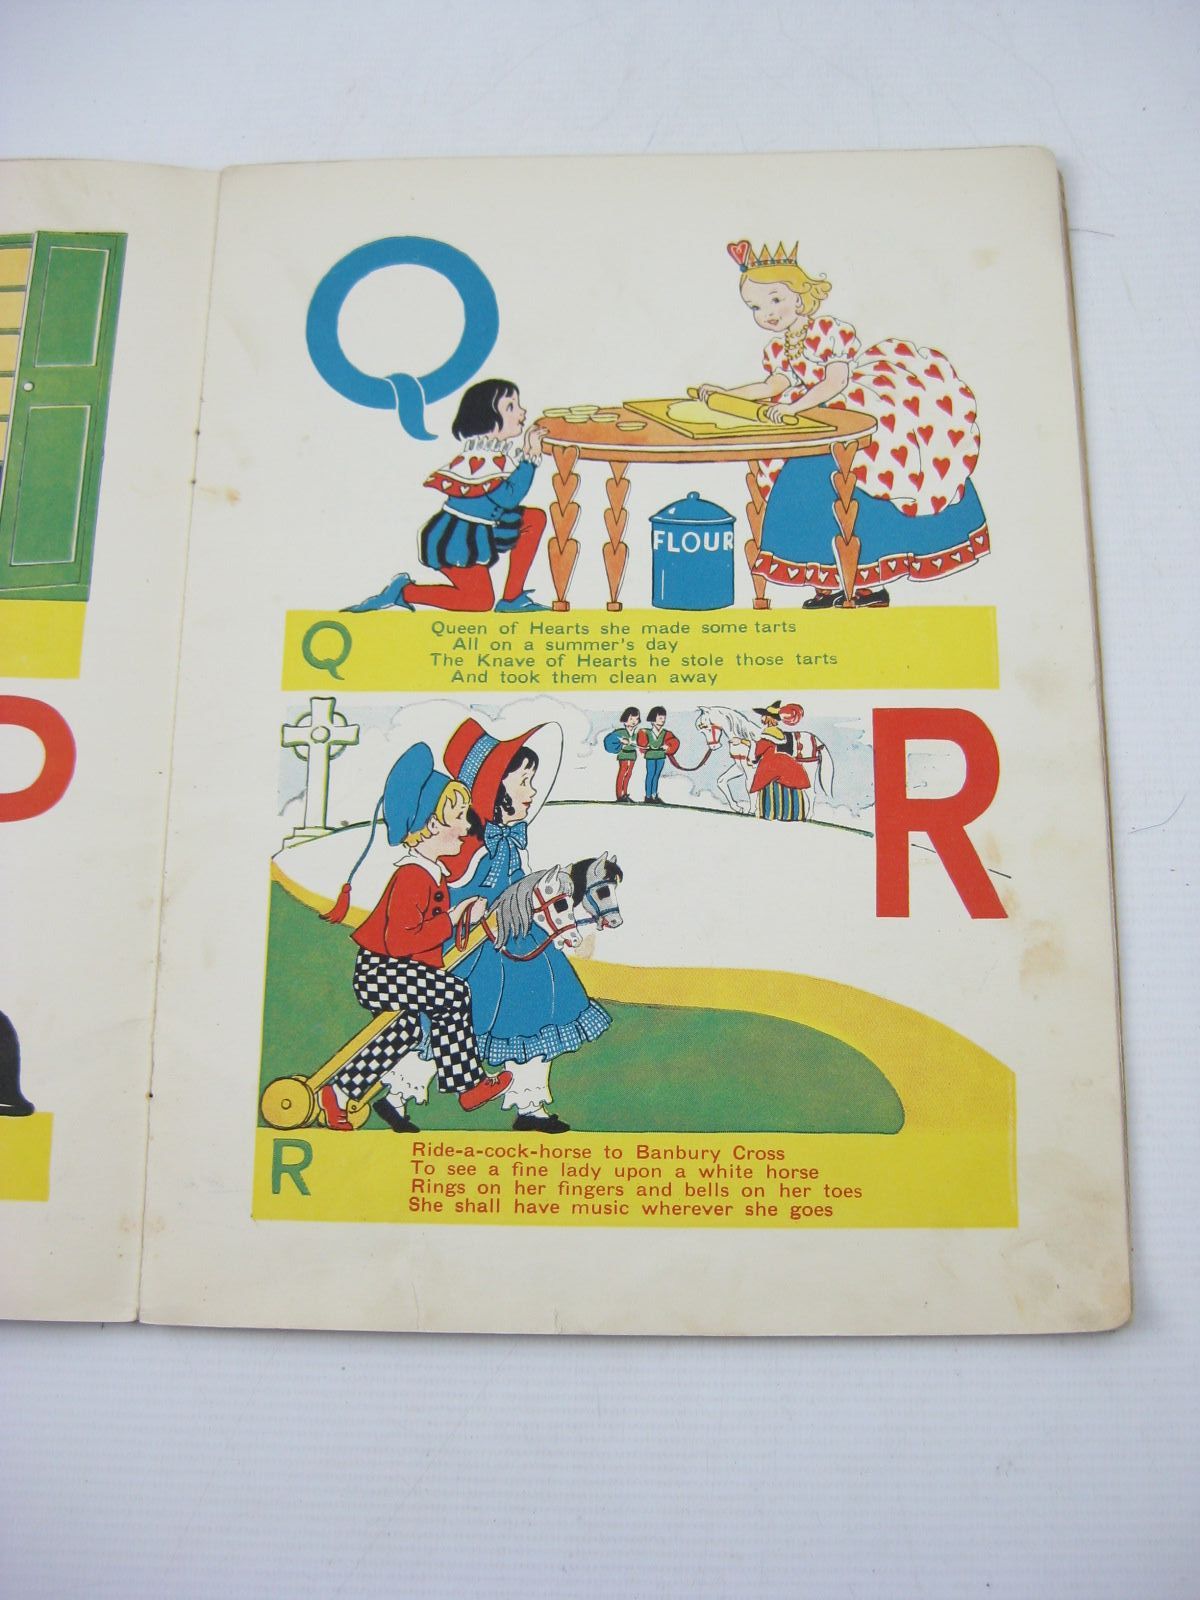 P
Q
FLOUR
Q
Queen of Hearts she made some tarts
All on a summer's day
The Knave of Hearts he stole those tarts
And took them clean away
R
R
Ride-a-cock-horse to Banbury Cross
To see a fine lady upon a white horse
Rings on her fingers and bells on her toes
She shall have music wherever she goes